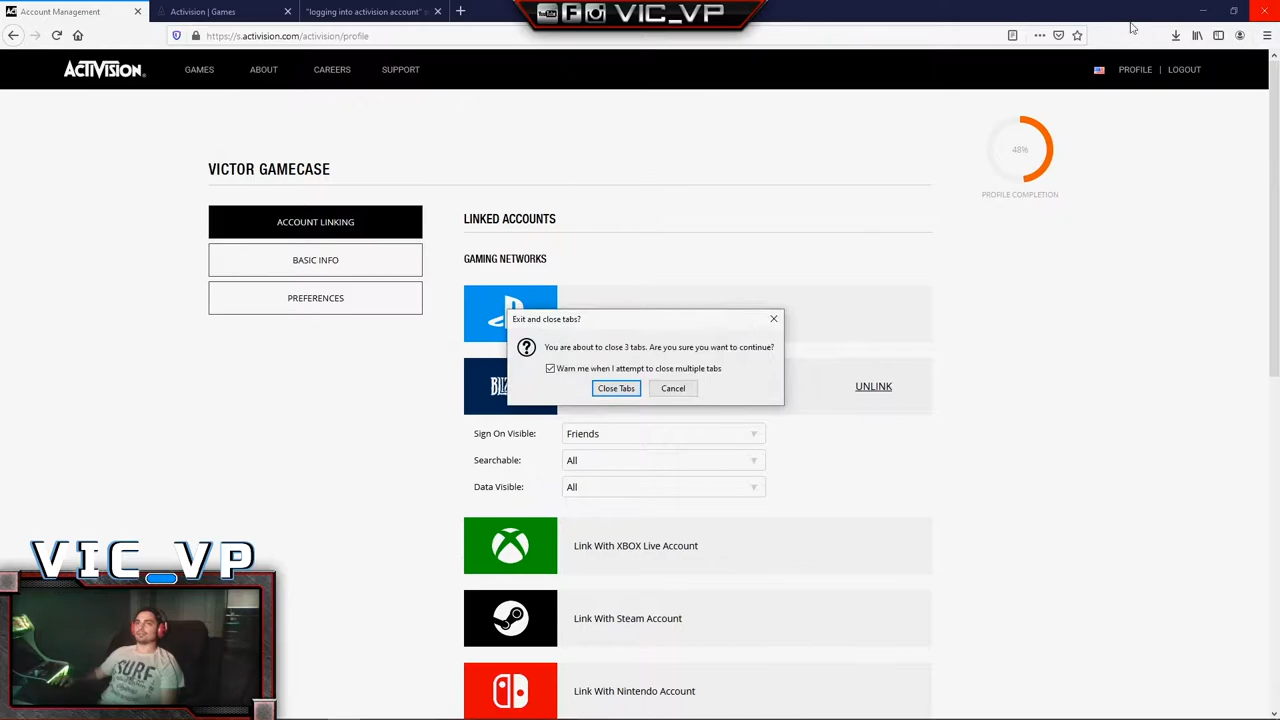 Account Management
Activision | Games
"logging into activision account"
VIC_VP
https://s.activision.com/activision/profile
ACTIVISION.
GAMES
ABOUT
CAREERS
SUPPORT
PROFILE | LOGOUT
48%
PROFILE COMPLETION
VICTOR GAMECASE
ACCOUNT LINKING
BASIC INFO
PREFERENCES
LINKED ACCOUNTS
GAMING NETWORKS
Exit and close tabs?
You are about to close 3 tabs. Are you sure you want to continue?
Warn me when I attempt to close multiple tabs
Close Tabs
Cancel
UNLINK
Sign On Visible:
Friends
Searchable:
All
Data Visible:
All
Link With XBOX Live Account
Link With Steam Account
Link With Nintendo Account
VIC_VP
SURF